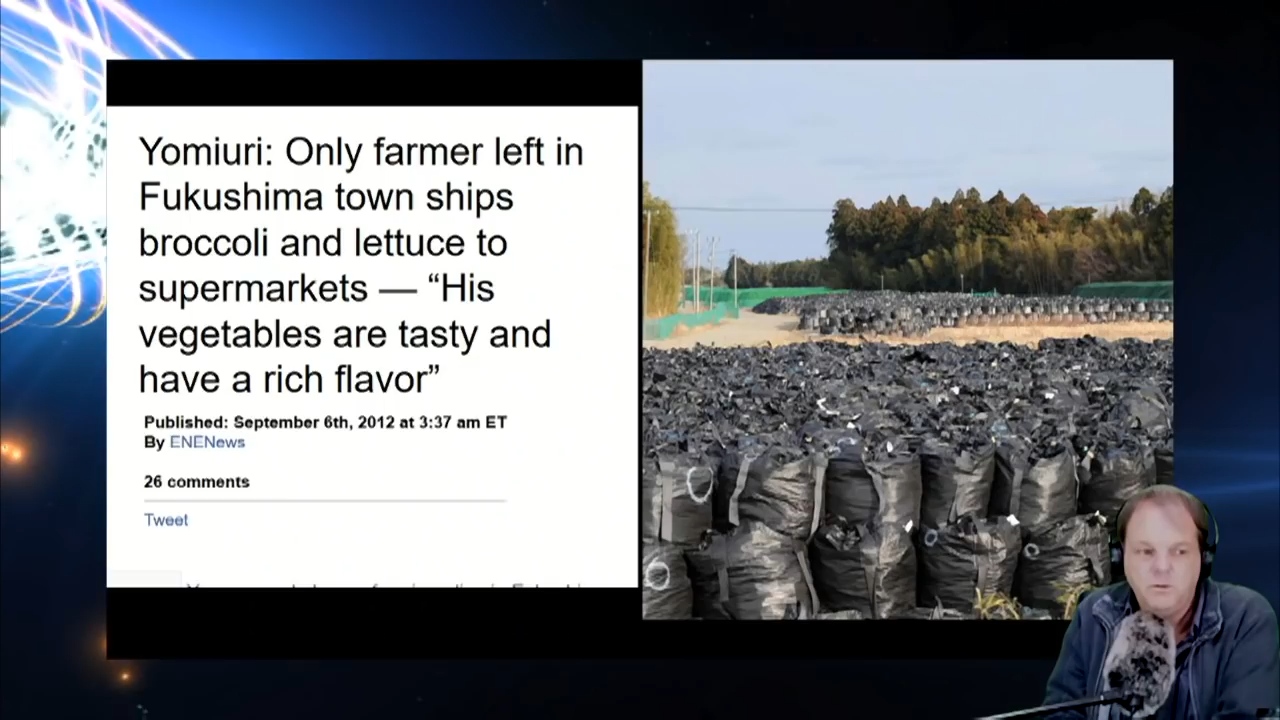 Yomiuri: Only farmer left in
Fukushima town ships
broccoli and lettuce to
supermarkets — “His
vegetables are tasty and
have a rich flavor”
Published: September 6th, 2012 at 3:37 am ET
By ENENews
26 comments
Tweet